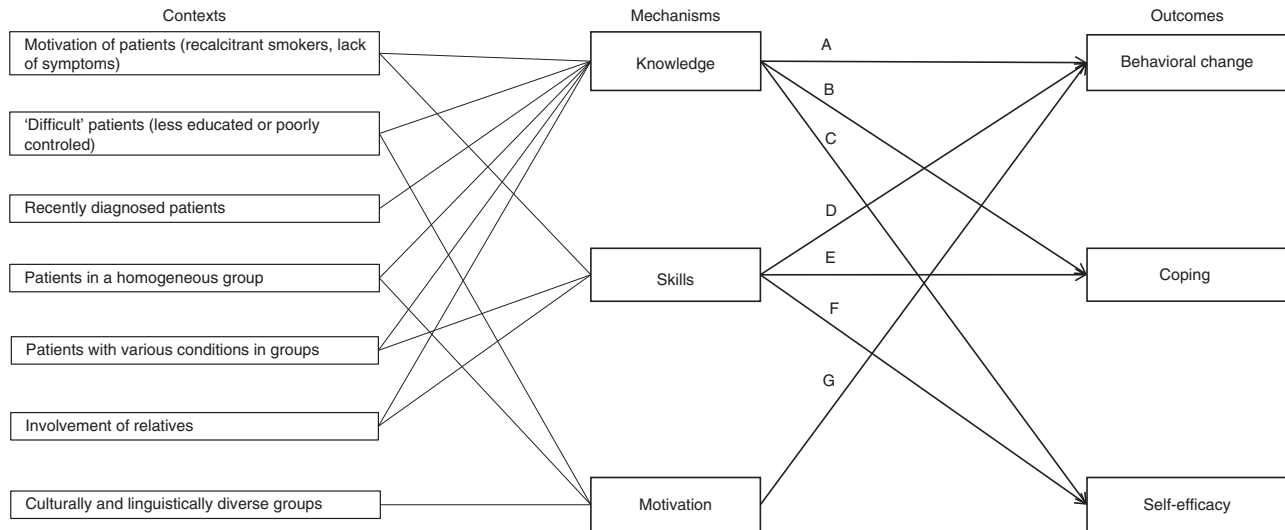 Contexts
Mechanisms
Outcomes
Motivation of patients (recalcitrant smokers, lack
of symptoms)
'Difficult' patients (less educated or poorly
controled)
Recently diagnosed patients
Patients in a homogeneous group
Patients with various conditions in groups
Involvement of relatives
Culturally and linguistically diverse groups
Knowledge
Skills
Motivation
A
B
C
D
E
F
G
Behavioral change
Coping
Self-efficacy